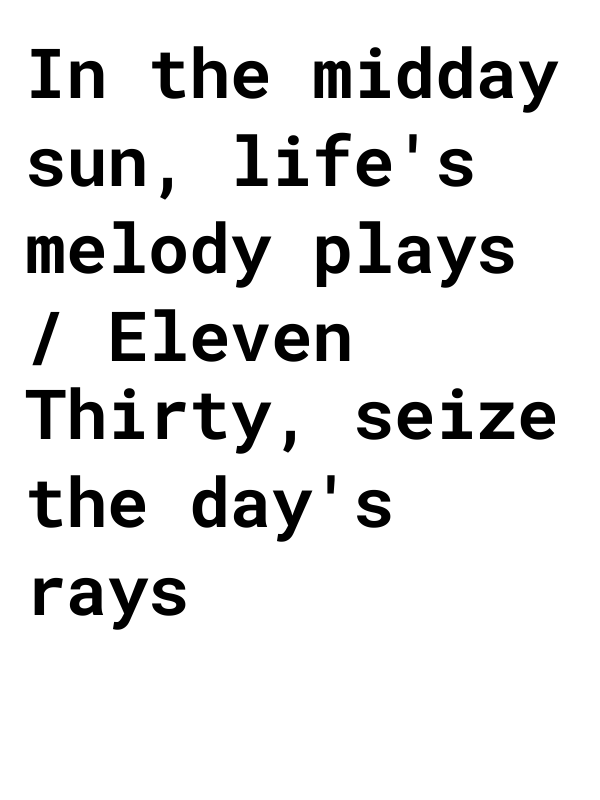 In the midday
sun, life's
melody plays
/ Eleven
Thirty, seize
the day's
rays